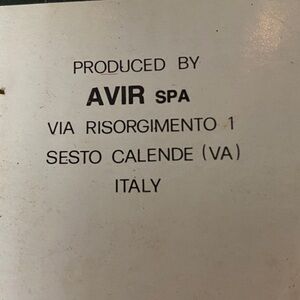 PRODUCED BY
AVIR SPA
VIA RISORGIMENTO 1
SESTO CALENDE (VA)
ITALY